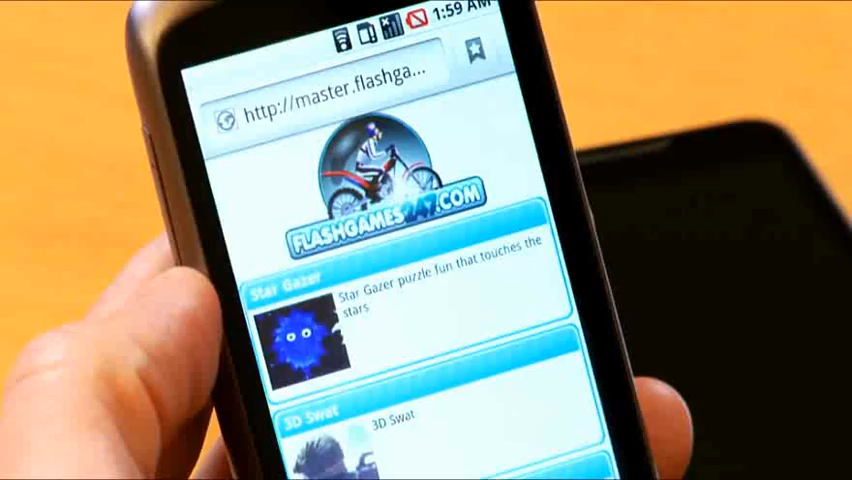 1:59 AM
http://master.flashga...
FLASHGAMES247.COM
Star Gazer
Star Gazer puzzle fun that touches the
stars
3D Swat
3D Swat